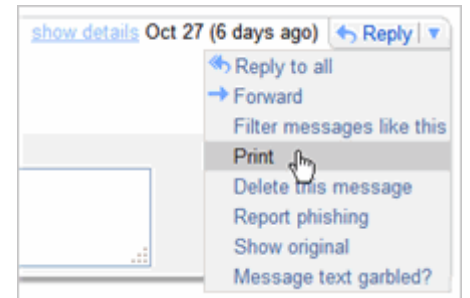 show details Oct 27 (6 days ago) Reply
Reply to all
Forward
Filter messages like this
Print
Delete this message
Report phishing
Show original
Message text garbled?